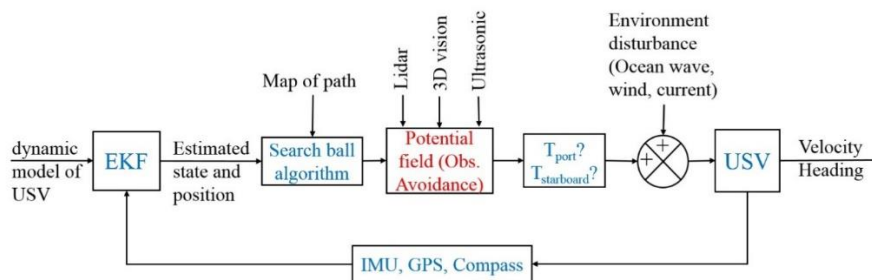 Environment
disturbance
(Ocean wave,
wind, current)
Lidar
3D vision
Ultrasonic
Map of path
dynamic
model of
USV
EKF
Estimated
state and
position
Search ball
algorithm
Potential
field (Obs.
Avoidance)
Tport?
Tstarboard?
+
+
USV
Velocity
Heading
IMU, GPS, Compass